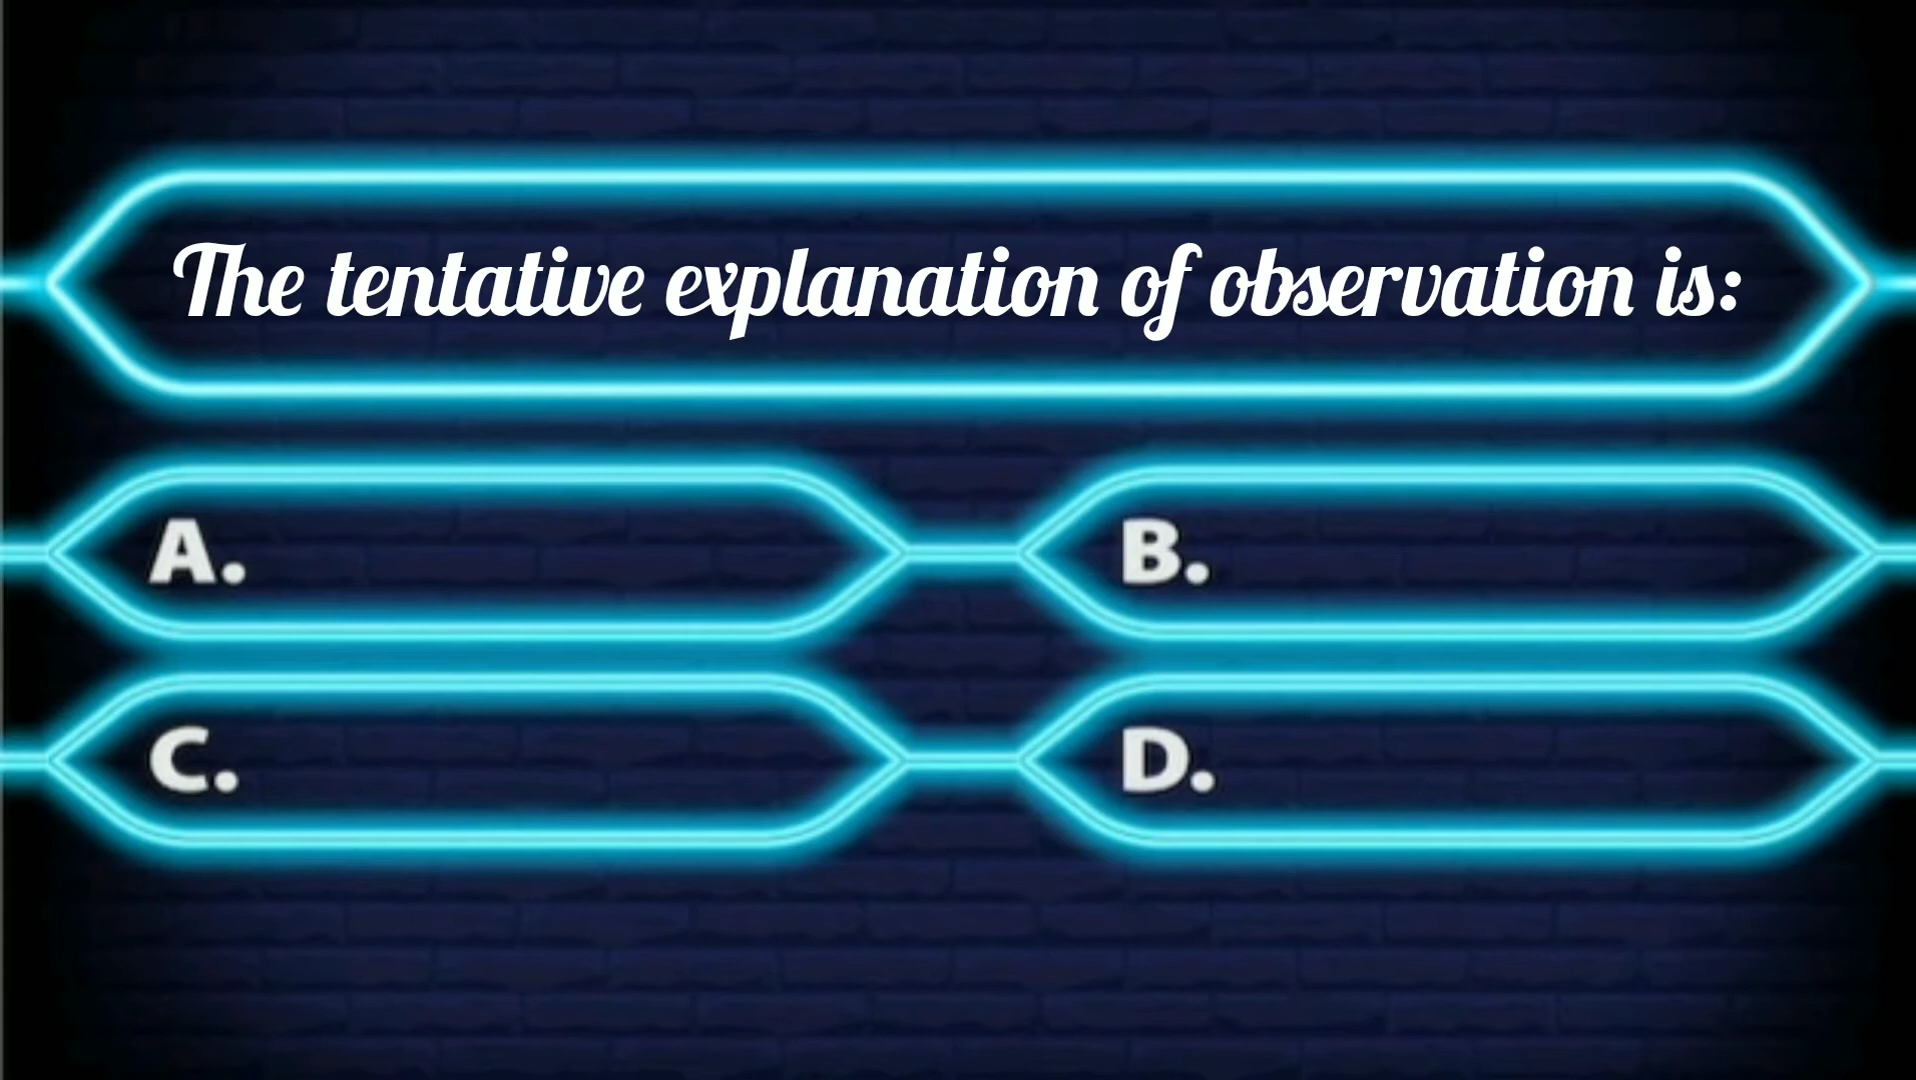 The tentative explanation of observation is:
A.
B.
C.
D.